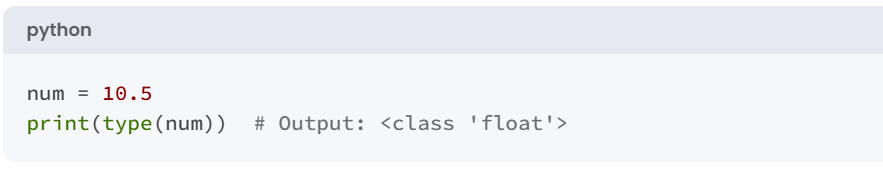 python
num = 10.5
print(type(num))  # Output: <class 'float'>